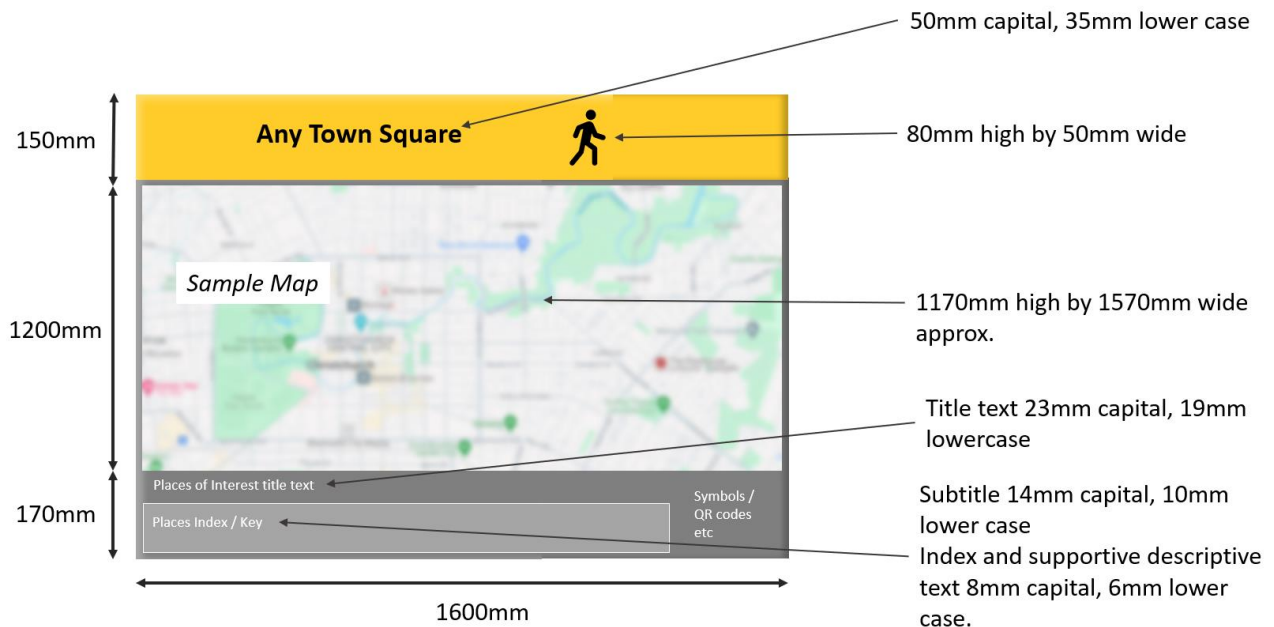 50mm capital, 35mm lower case
150mm
Any Town Square
80mm high by 50mm wide
Sample Map
1200mm
1170mm high by 1570mm wide
approx.
Title text 23mm capital, 19mm
lowercase
170mm
Places of Interest title text
Places Index / Key
Symbols /
QR codes
etc
Subtitle 14mm capital, 10mm
lower case
Index and supportive descriptive
text 8mm capital, 6mm lower
case.
1600mm